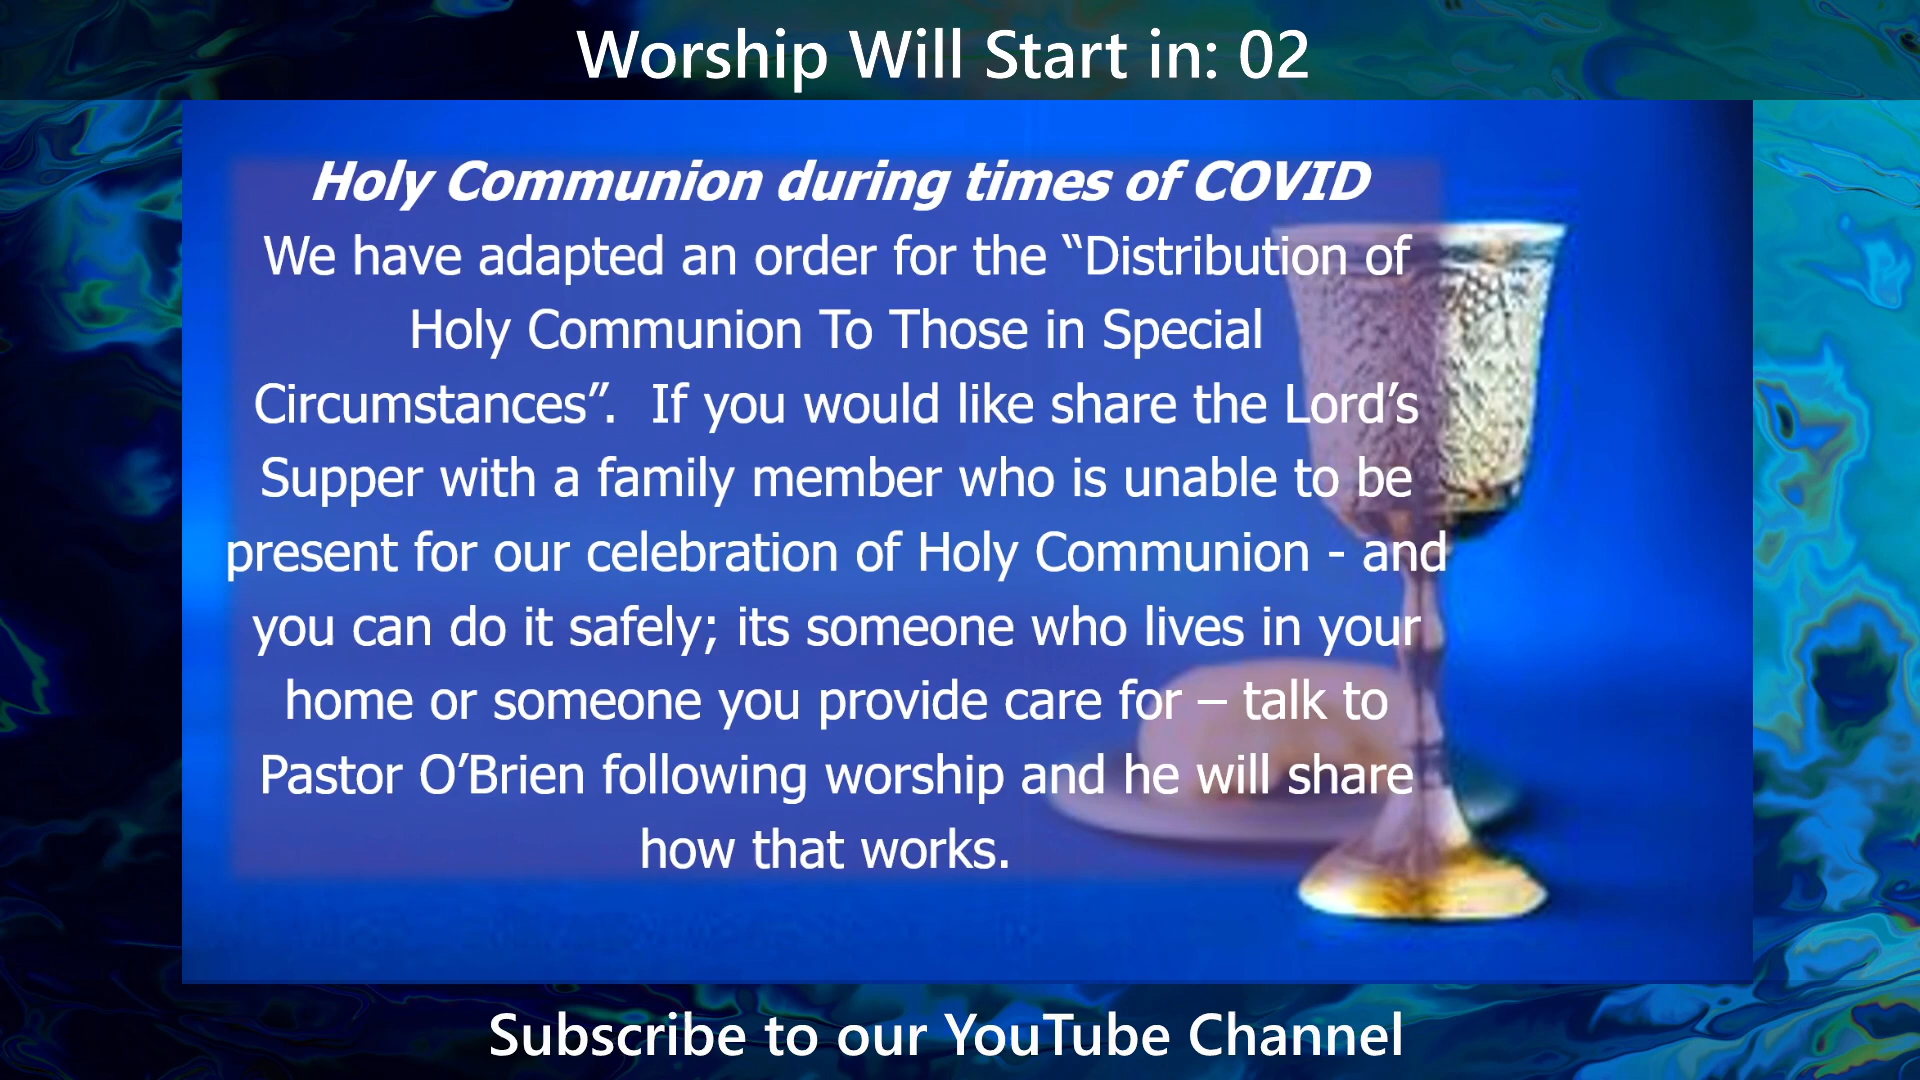 Worship Will Start in: 02
Holy Communion during times of COVID
We have adapted an order for the “Distribution of
Holy Communion To Those in Special
Circumstances”.  If you would like share the Lord’s
Supper with a family member who is unable to be
present for our celebration of Holy Communion - and
you can do it safely; its someone who lives in your
home or someone you provide care for – talk to
Pastor O’Brien following worship and he will share
how that works.
Subscribe to our YouTube Channel